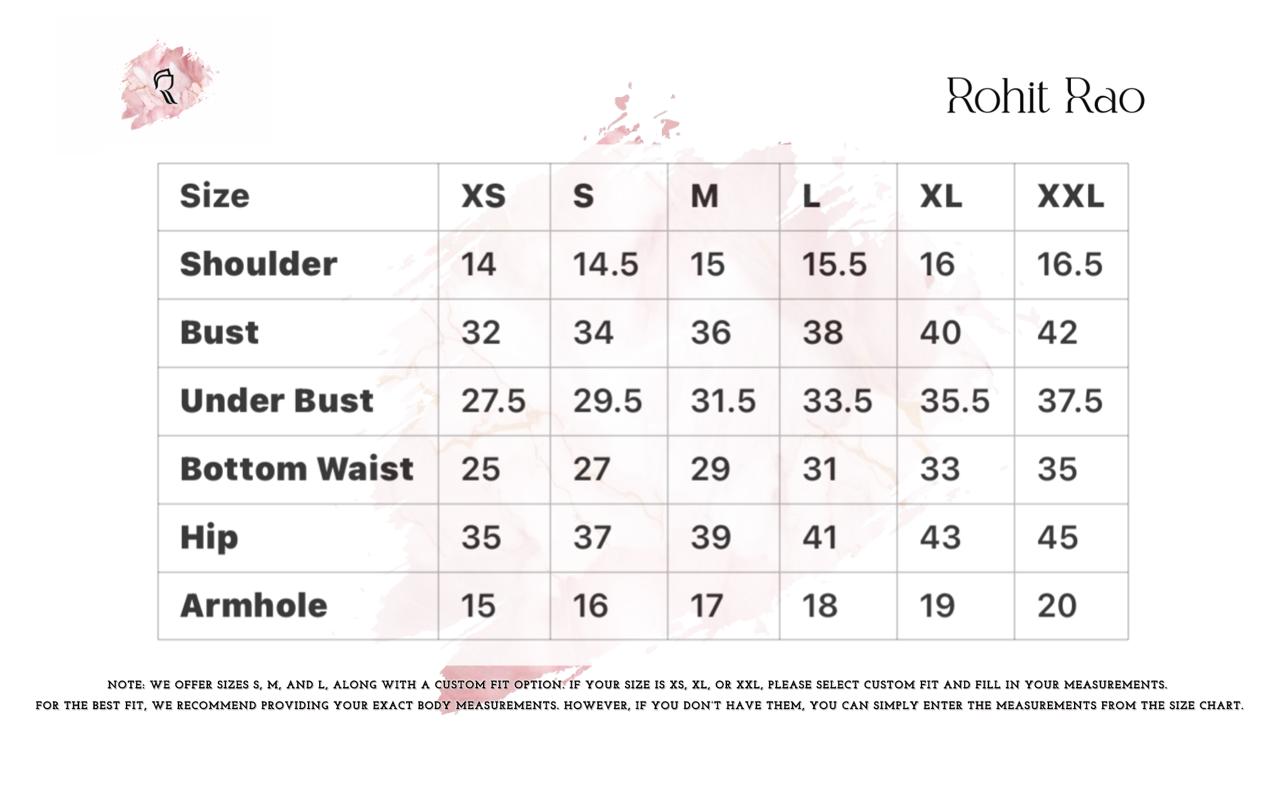 R
Rohit Rao
Size XS S M L XL XXL
Shoulder 14 14.5 15 15.5 16 16.5
Bust 32 34 36 38 40 42
Under Bust 27.5 29.5 31.5 33.5 35.5 37.5
Bottom Waist 25 27 29 31 33 35
Hip 35 37 39 41 43 45
Armhole 15 16 17 18 19 20
NOTE: WE OFFER SIZES S, M, AND L, ALONG WITH A CUSTOM FIT OPTION. IF YOUR SIZE IS XS, XL, OR XXL, PLEASE SELECT CUSTOM FIT AND FILL IN YOUR MEASUREMENTS.
FOR THE BEST FIT, WE RECOMMEND PROVIDING YOUR EXACT BODY MEASUREMENTS. HOWEVER, IF YOU DON'T HAVE THEM, YOU CAN SIMPLY ENTER THE MEASUREMENTS FROM THE SIZE CHART.